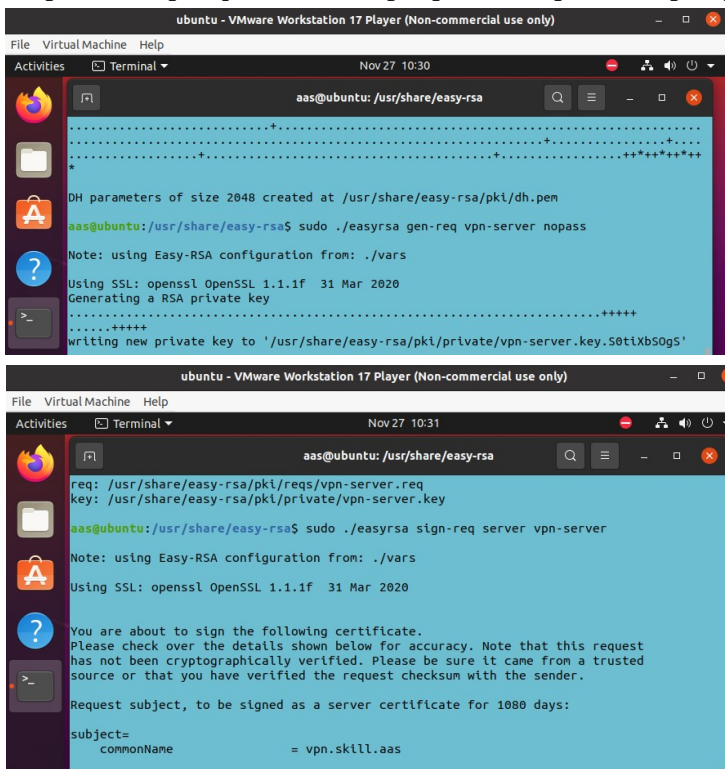 ubuntu - VMware Workstation 17 Player (Non-commercial use only)
File Virtual Machine Help
Activities Terminal Nov 27 10:30
aas@ubuntu: /usr/share/easy-rsa
...........................+....................................................
............................................................+...............+....
................+....................................+................++*++*++*++
*
DH parameters of size 2048 created at /usr/share/easy-rsa/pki/dh.pem
aas@ubuntu:/usr/share/easy-rsa$ sudo ./easyrsa gen-req vpn-server nopass
Note: using Easy-RSA configuration from: ./vars
Using SSL: openssl OpenSSL 1.1.1f 31 Mar 2020
Generating a RSA private key
...................................................................+++++
......+++++
writing new private key to '/usr/share/easy-rsa/pki/private/vpn-server.key.S0tiXbSOgS'
ubuntu - VMware Workstation 17 Player (Non-commercial use only)
File Virtual Machine Help
Activities Terminal Nov 27 10:31
aas@ubuntu: /usr/share/easy-rsa
req: /usr/share/easy-rsa/pki/reqs/vpn-server.req
key: /usr/share/easy-rsa/pki/private/vpn-server.key
aas@ubuntu:/usr/share/easy-rsa$ sudo ./easyrsa sign-req server vpn-server
Note: using Easy-RSA configuration from: ./vars
Using SSL: openssl OpenSSL 1.1.1f 31 Mar 2020
You are about to sign the following certificate.
Please check over the details shown below for accuracy. Note that this request
has not been cryptographically verified. Please be sure it came from a trusted
source or that you have verified the request checksum with the sender.
Request subject, to be signed as a server certificate for 1080 days:
subject=
commonName = vpn.skill.aas